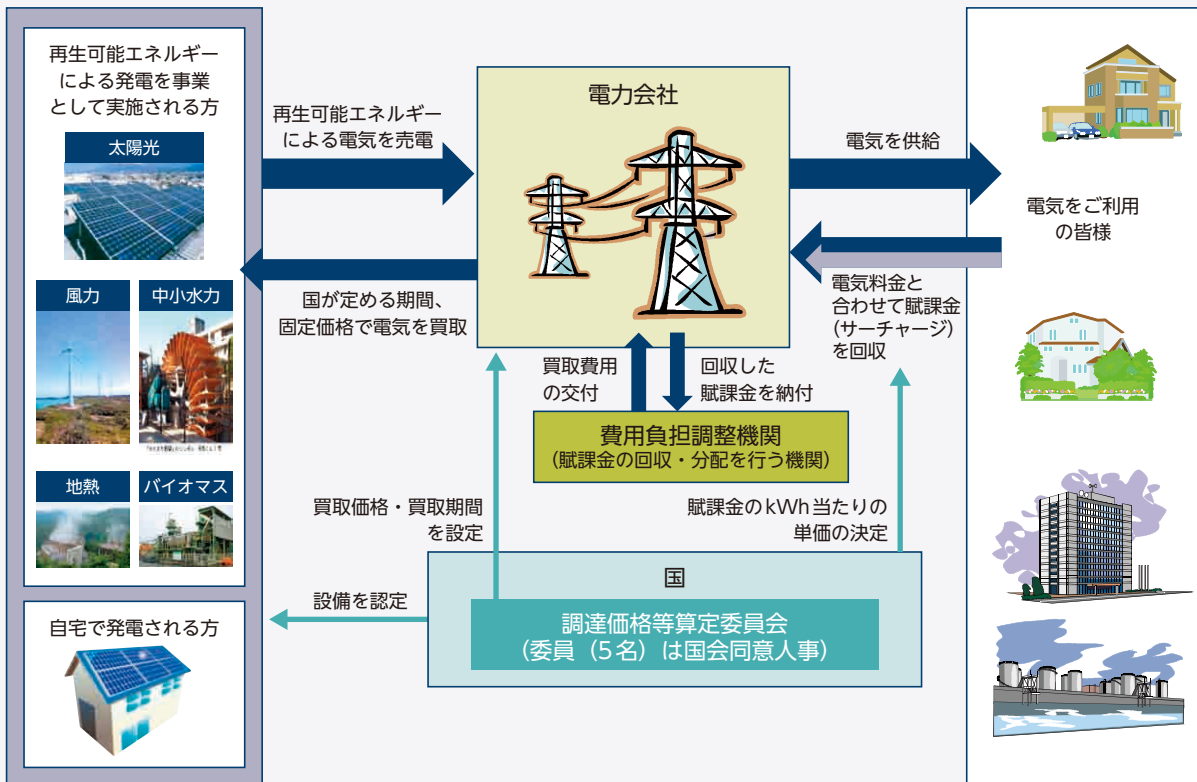 再生可能エネルギー
による発電を事業
として実施される方
太陽光
風力
中小水力
地熱
バイオマス
自宅で発電される方
再生可能エネルギー
による電気を売電
国が定める期間、
固定価格で電気を買取
電力会社
電気を供給
電気をご利用
の皆様
電気料金と
合わせて賦課金
(サーチャージ)
を回収
買取費用
の交付
回収した
賦課金を納付
費用負担調整機関
(賦課金の回収・分配を行う機関)
買取価格・買取期間
を設定
賦課金のkWh当たりの
単価の決定
設備を認定
国
調達価格等算定委員会
(委員(5名)は国会同意人事)